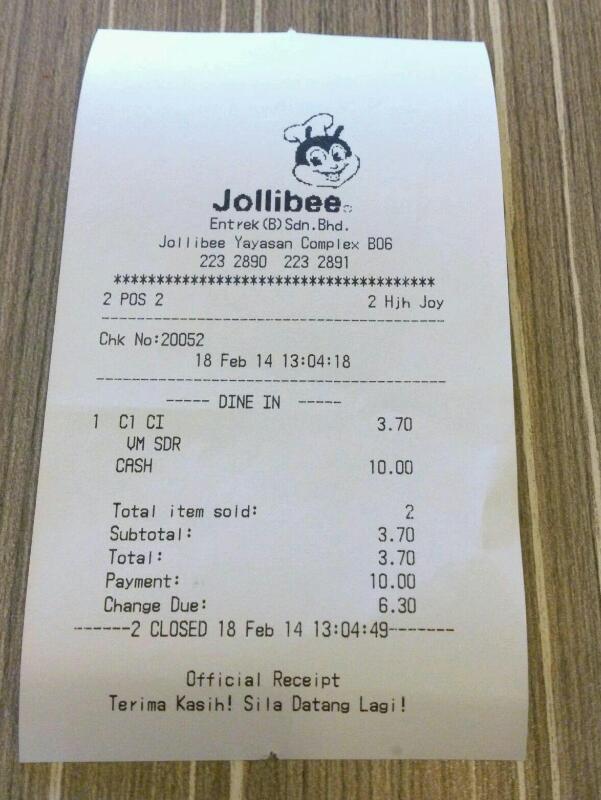 Jollibee
Entrek(B)Sdn.Bhd.
Jollibee Yayasan Complex B06
223 2890 223 2891
*************************************
2 POS 2 2 Hjh Joy
----------------------------------------
Chk No:20052
18 Feb 14 13:04:18
----------------------------------------
----- DINE IN -----
1 C1 CI 3.70
VM SDR
CASH 10.00
Total item sold: 2
Subtotal: 3.70
Total: 3.70
Payment: 10.00
Change Due: 6.30
------2 CLOSED 18 Feb 14 13:04:49-------
Official Receipt
Terima Kasih! Sila Datang Lagi!